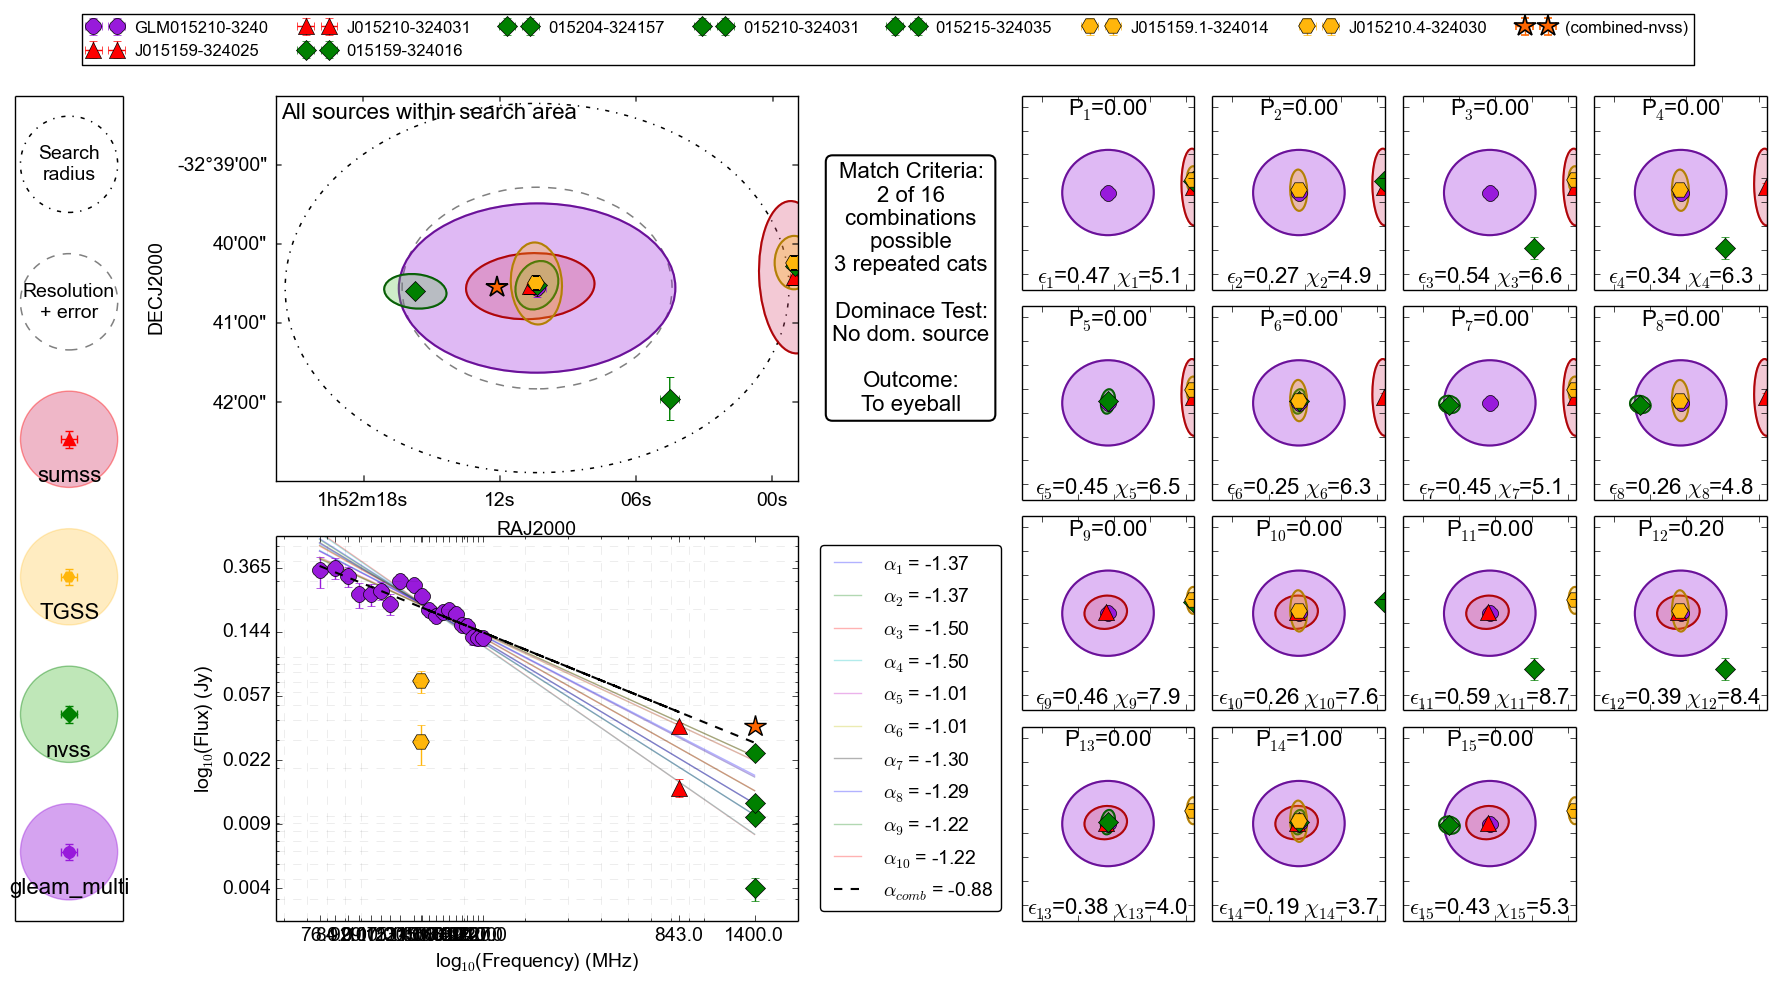 GLM015210-3240 J015210-324031 015204-324157 015210-324031 015215-324035 J015159.1-324014 J015210.4-324030 (combined-nvss)
J015159-324025 015159-324016
Search
radius
Resolution
+ error
sumss
TGSS
nvss
gleam_multi
All sources within search area
DECJ2000
-32°39'00"
40'00"
41'00"
42'00"
1h52m18s 12s 06s 00s
RAJ2000
Match Criteria:
2 of 16
combinations
possible
3 repeated cats
Dominace Test:
No dom. source
Outcome:
To eyeball
log10(Flux) (Jy)
0.365
0.144
0.057
0.022
0.009
0.004
843.0 1400.0
log10(Frequency) (MHz)
α1 = -1.37
α2 = -1.37
α3 = -1.50
α4 = -1.50
α5 = -1.01
α6 = -1.01
α7 = -1.30
α8 = -1.29
α9 = -1.22
α10 = -1.22
αcomb = -0.88
P1=0.00 P2=0.00 P3=0.00 P4=0.00
ϵ1=0.47 χ1=5.1 ϵ2=0.27 χ2=4.9 ϵ3=0.54 χ3=6.6 ϵ4=0.34 χ4=6.3
P5=0.00 P6=0.00 P7=0.00 P8=0.00
ϵ5=0.45 χ5=6.5 ϵ6=0.25 χ6=6.3 ϵ7=0.45 χ7=5.1 ϵ8=0.26 χ8=4.8
P9=0.00 P10=0.00 P11=0.00 P12=0.20
ϵ9=0.46 χ9=7.9 ϵ10=0.26 χ10=7.6 ϵ11=0.59 χ11=8.7 ϵ12=0.39 χ12=8.4
P13=0.00 P14=1.00 P15=0.00
ϵ13=0.38 χ13=4.0 ϵ14=0.19 χ14=3.7 ϵ15=0.43 χ15=5.3